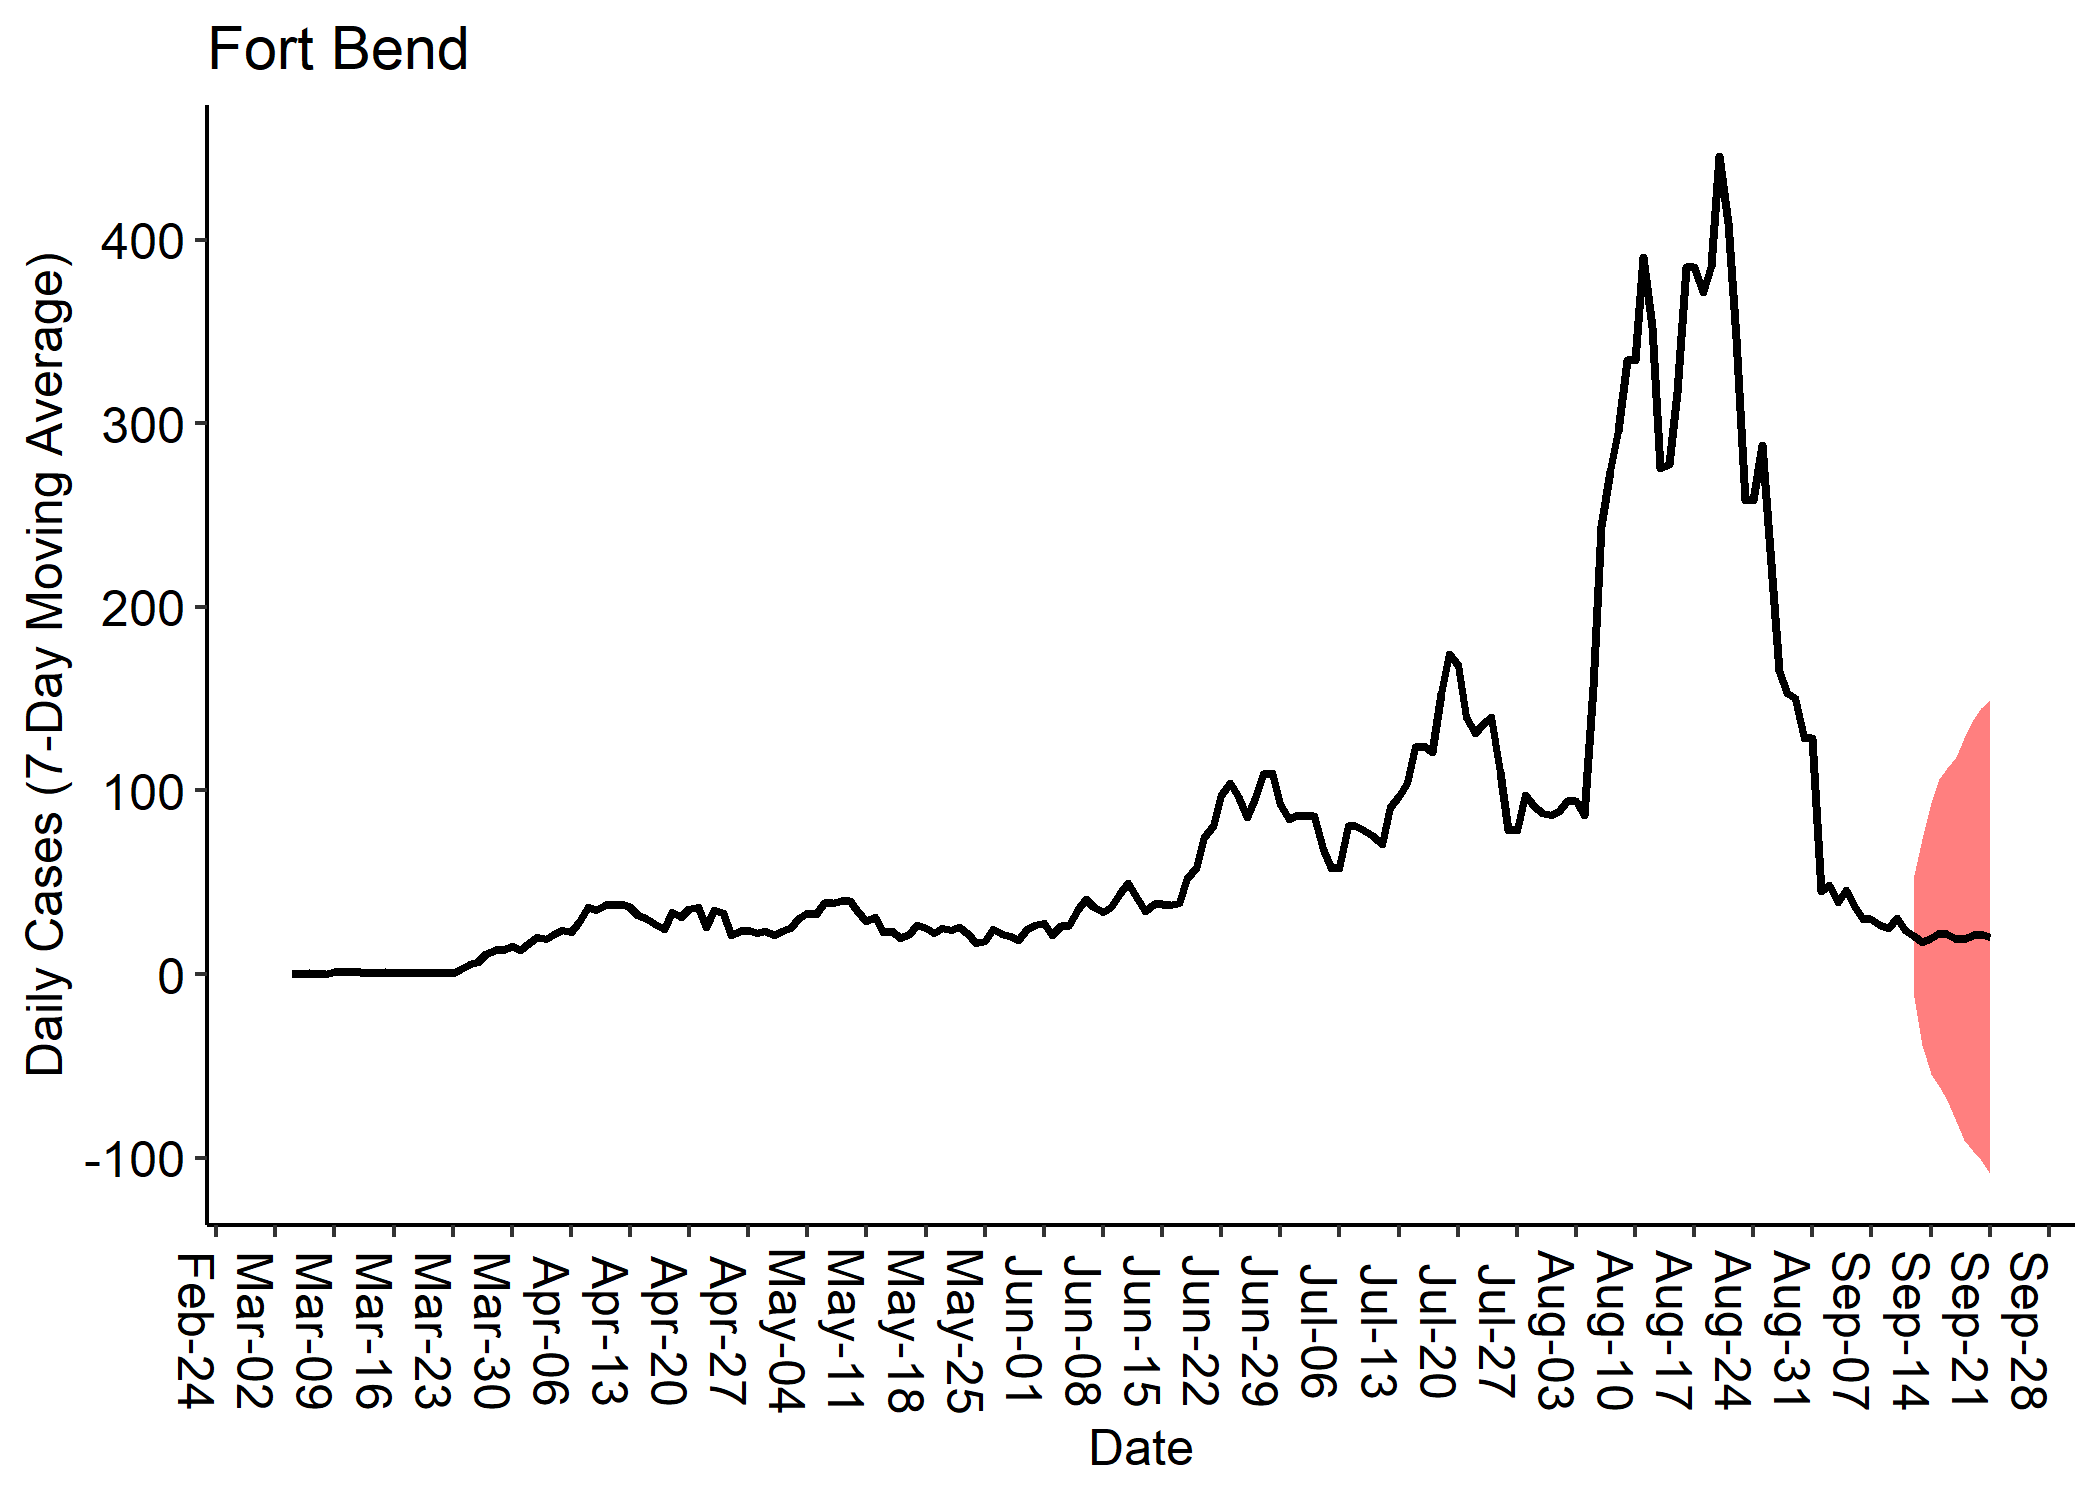 Fort Bend
Daily Cases (7-Day Moving Average)
400
300
200
100
0
-100
Feb-24
Mar-02
Mar-09
Mar-16
Mar-23
Mar-30
Apr-06
Apr-13
Apr-20
Apr-27
May-04
May-11
May-18
May-25
Jun-01
Jun-08
Jun-15
Jun-22
Jun-29
Jul-06
Jul-13
Jul-20
Jul-27
Aug-03
Aug-10
Aug-17
Aug-24
Aug-31
Sep-07
Sep-14
Sep-21
Sep-28
Date